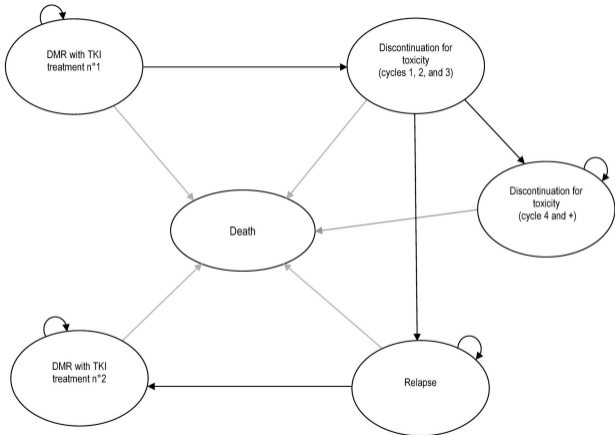 DMR with TKI
treatment n°1
Discontinuation for
toxicity
(cycles 1, 2, and 3)
Discontinuation for
toxicity
(cycle 4 and +)
Death
DMR with TKI
treatment n°2
Relapse